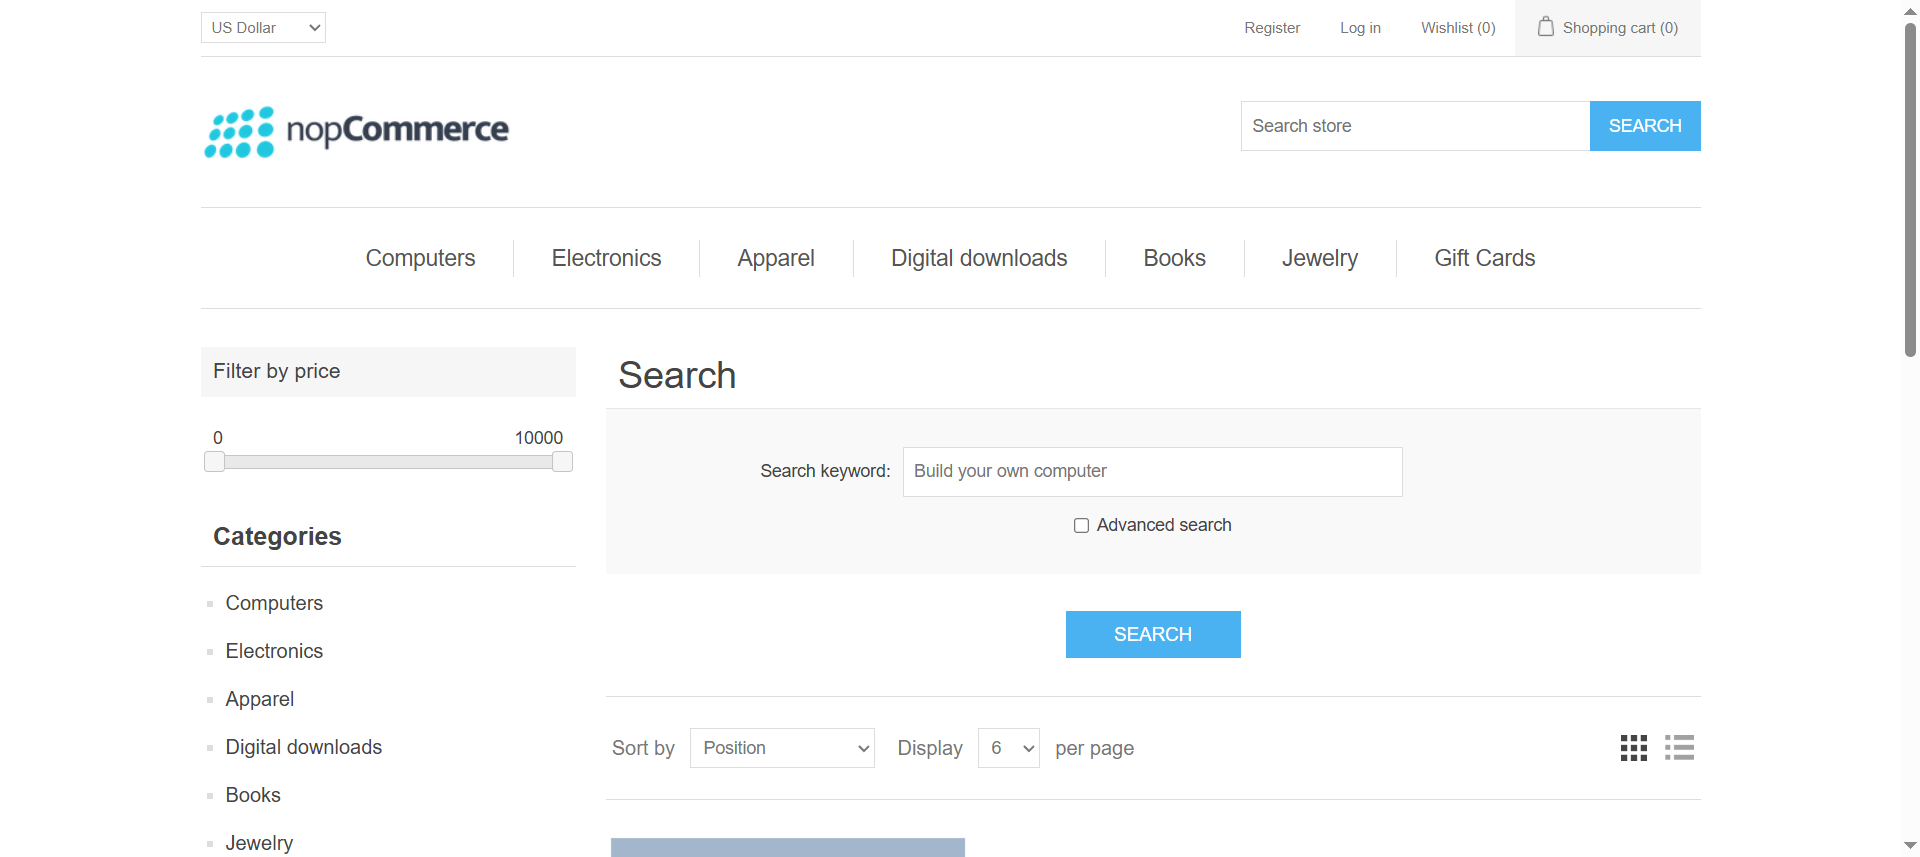 US Dollar
Register
Log in
Wishlist (0)
Shopping cart (0)
nopCommerce
Search store
SEARCH
Computers
Electronics
Apparel
Digital downloads
Books
Jewelry
Gift Cards
Filter by price
0
10000
Categories
Computers
Electronics
Apparel
Digital downloads
Books
Jewelry
Search
Search keyword:
Build your own computer
Advanced search
SEARCH
Sort by
Position
Display
6
per page